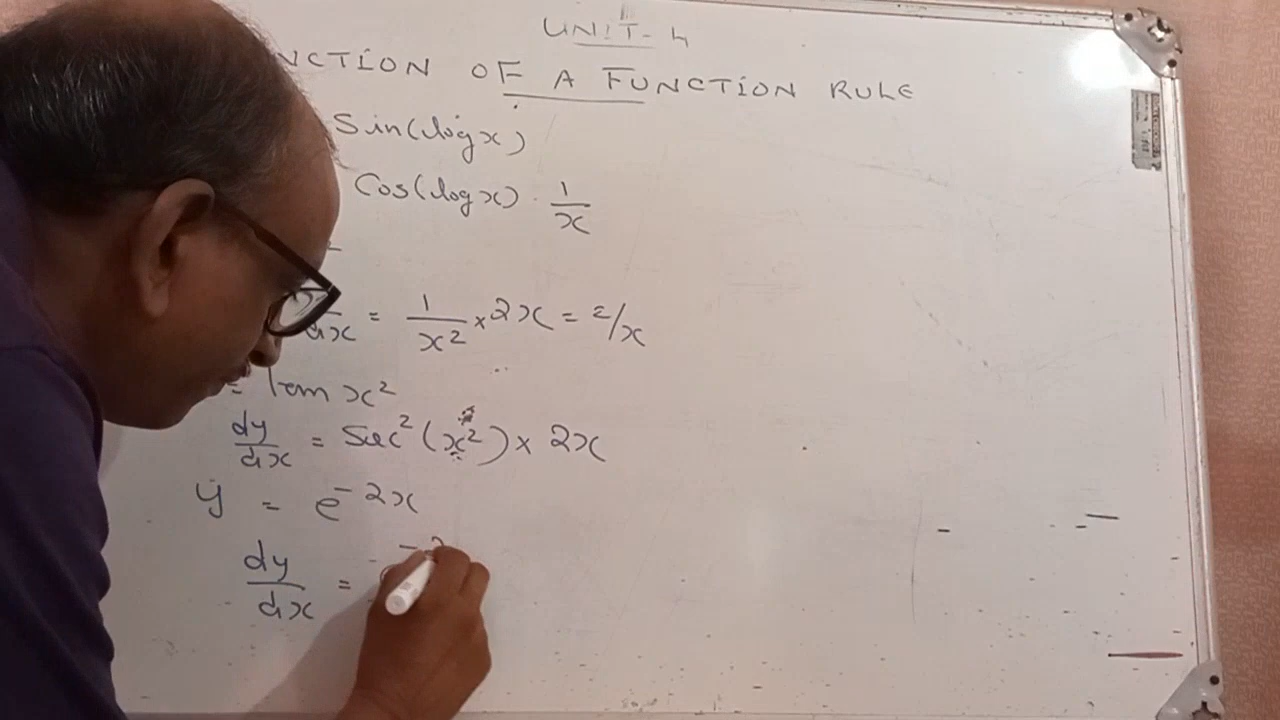 UNIT-4
NCTION OF A FUNCTION RULE
Sin(log x)
Cos(log x) · 1/x
dx = 1/x² × 2x = 2/x
= tan x²
dy/dx = Sec² (x²) × 2x
y = e^-2x
dy/dx =